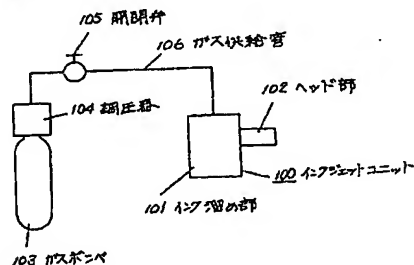 105 開閉弁
106 ガス供給管
102 ヘッド部
104 調圧器
100 インクジェットユニット
101 インク溜め部
103 ガスボンベ